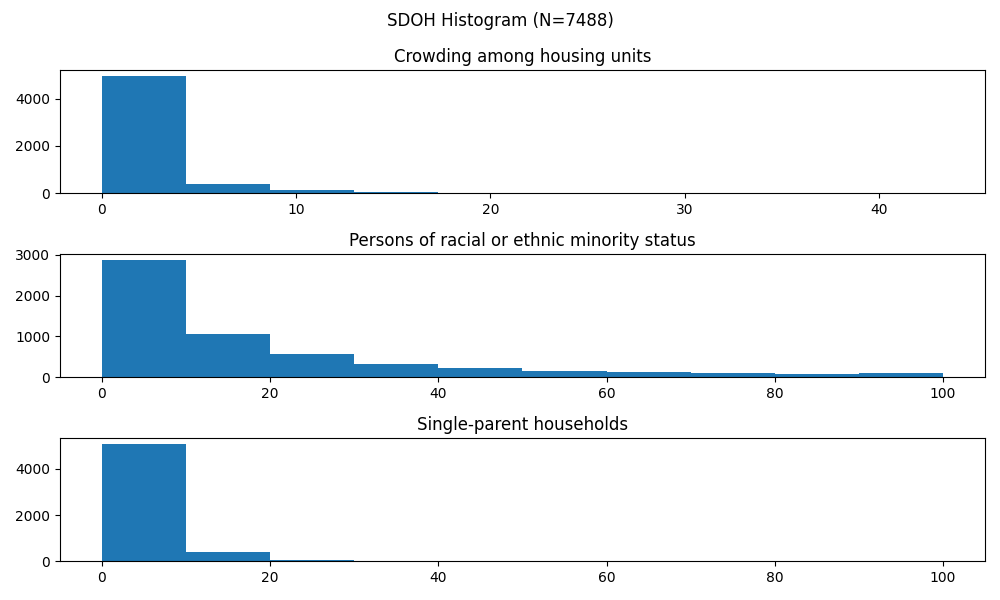 SDOH Histogram (N=7488)
Crowding among housing units
4000
2000
0
0 10 20 30 40
Persons of racial or ethnic minority status
3000
2000
1000
0
0 20 40 60 80 100
Single-parent households
4000
2000
0
0 20 40 60 80 100